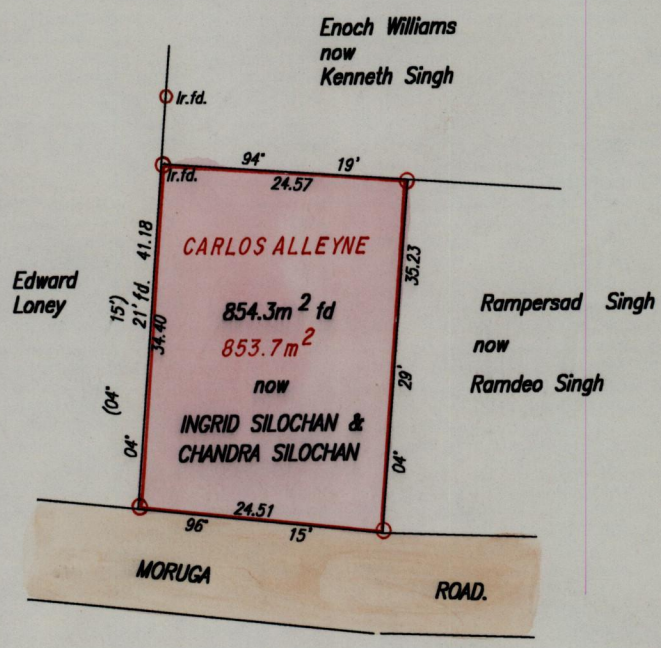 Enoch Williams
now
Kenneth Singh
Ir.fd.
Ir.fd.
94° 19'
24.57
41.18
(04° 15')
04° 21' fd.
34.40
Edward
Loney
CARLOS ALLEYNE
854.3m² fd
853.7m²
now
INGRID SILOCHAN &
CHANDRA SILOCHAN
35.23
04° 29'
Rampersad Singh
now
Ramdeo Singh
24.51
96° 15'
MORUGA ROAD.